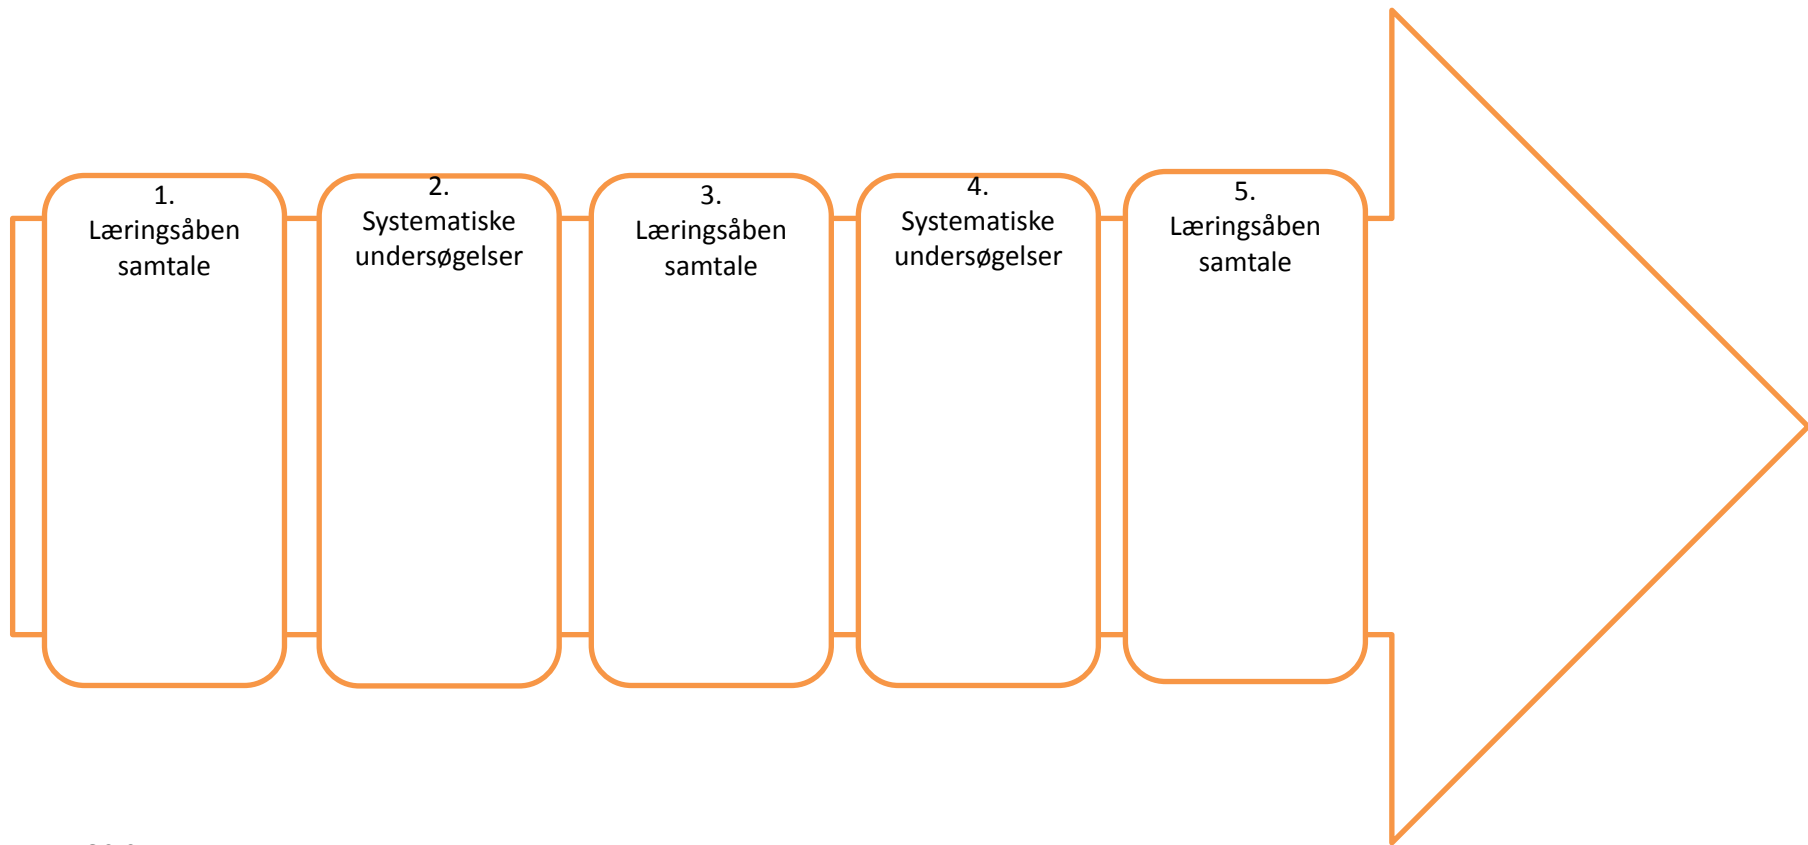 1.
Læringsåben
samtale
2.
Systematiske
undersøgelser
3.
Læringsåben
samtale
4.
Systematiske
undersøgelser
5.
Læringsåben
samtale